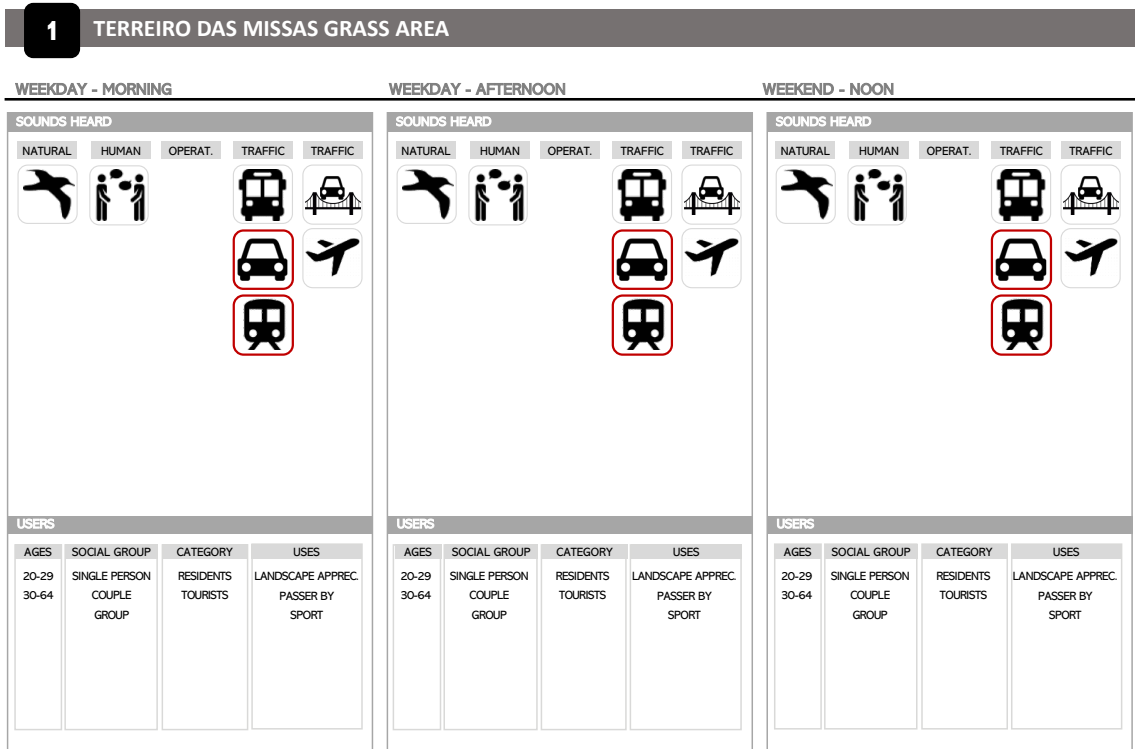 1 TERREIRO DAS MISSAS GRASS AREA
WEEKDAY - MORNING
SOUNDS HEARD
NATURAL HUMAN OPERAT. TRAFFIC TRAFFIC
USERS
AGES SOCIAL GROUP CATEGORY USES
20-29 SINGLE PERSON RESIDENTS LANDSCAPE APPREC.
30-64 COUPLE TOURISTS PASSER BY
GROUP SPORT
WEEKDAY - AFTERNOON
SOUNDS HEARD
NATURAL HUMAN OPERAT. TRAFFIC TRAFFIC
USERS
AGES SOCIAL GROUP CATEGORY USES
20-29 SINGLE PERSON RESIDENTS LANDSCAPE APPREC.
30-64 COUPLE TOURISTS PASSER BY
GROUP SPORT
WEEKEND - NOON
SOUNDS HEARD
NATURAL HUMAN OPERAT. TRAFFIC TRAFFIC
USERS
AGES SOCIAL GROUP CATEGORY USES
20-29 SINGLE PERSON RESIDENTS LANDSCAPE APPREC.
30-64 COUPLE TOURISTS PASSER BY
GROUP SPORT